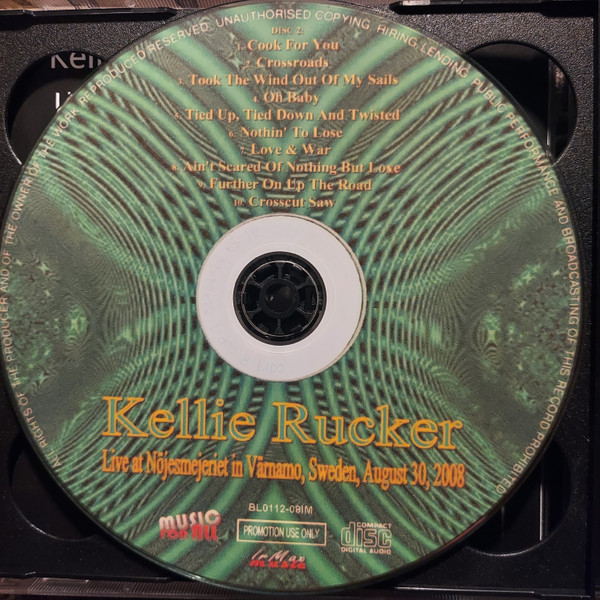 ALL RIGHTS OF THE PRODUCER AND OF THE OWNER OF THE WORK REPRODUCED RESERVED. UNAUTHORISED COPYING, HIRING, LENDING, PUBLIC PERFORMANCE AND BROADCASTING OF THIS RECORD PROHIBITED
DISC 2:
1. Cook For You
2. Crossroads
3. Took The Wind Out Of My Sails
4. Oh Baby
5. Tied Up, Tied Down And Twisted
6. Nothin' To Lose
7. Love & War
8. Ain't Scared Of Nothing But Loxe
9. Further On Up The Road
10. Crosscut Saw
Kellie Rucker
Live at Nöjesmejeriet in Värnamo, Sweden, August 30, 2008
BL0112-09IM
MUSIC
FOR ALL
PROMOTION USE ONLY
COMPACT
disc
DIGITAL AUDIO
MUSIC